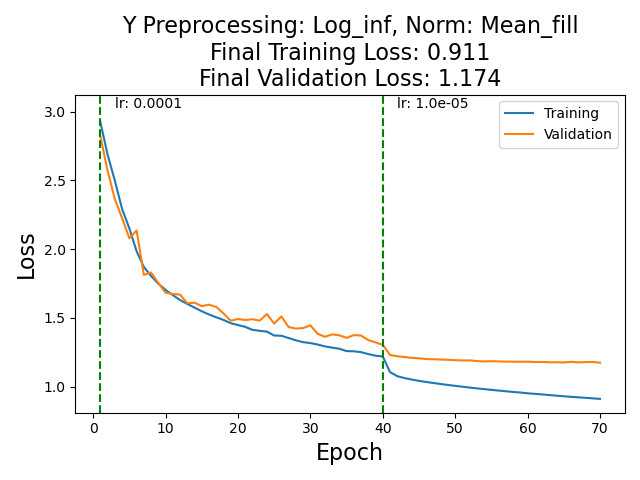 Y Preprocessing: Log_inf, Norm: Mean_fill
Final Training Loss: 0.911
Final Validation Loss: 1.174
lr: 0.0001
lr: 1.0e-05
Training
Validation
3.0
2.5
2.0
1.5
1.0
Loss
0 10 20 30 40 50 60 70
Epoch